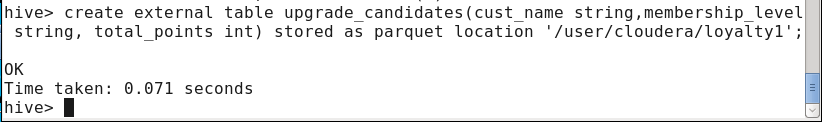 hive> create external table upgrade_candidates(cust_name string,membership_level
string, total_points int) stored as parquet location '/user/cloudera/loyalty1';
OK
Time taken: 0.071 seconds
hive>